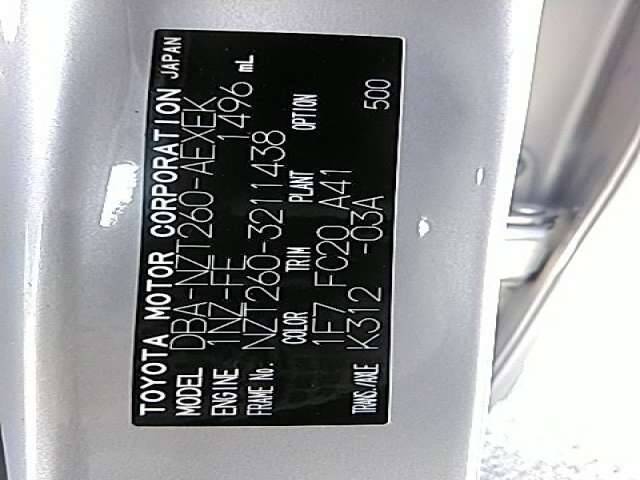 TOYOTA MOTOR CORPORATION JAPAN
MODEL DBA-NZT260-AEXEK
ENGINE 1NZ-FE 1496 mL
FRAME No. NZT260-3211438
COLOR TRIM PLANT OPTION
1F7 FC20 A41
TRANS./AXLE K312 -03A 500